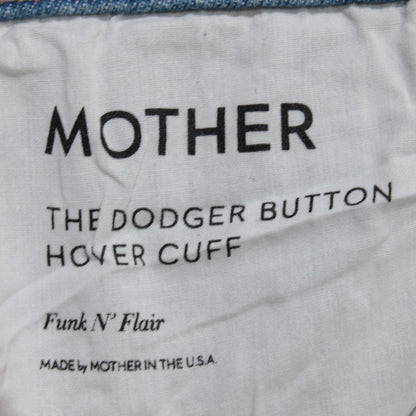 MOTHER
THE DODGER BUTTON
HOVER CUFF
Funk N' Flair
MADE by MOTHER IN THE U.S.A.